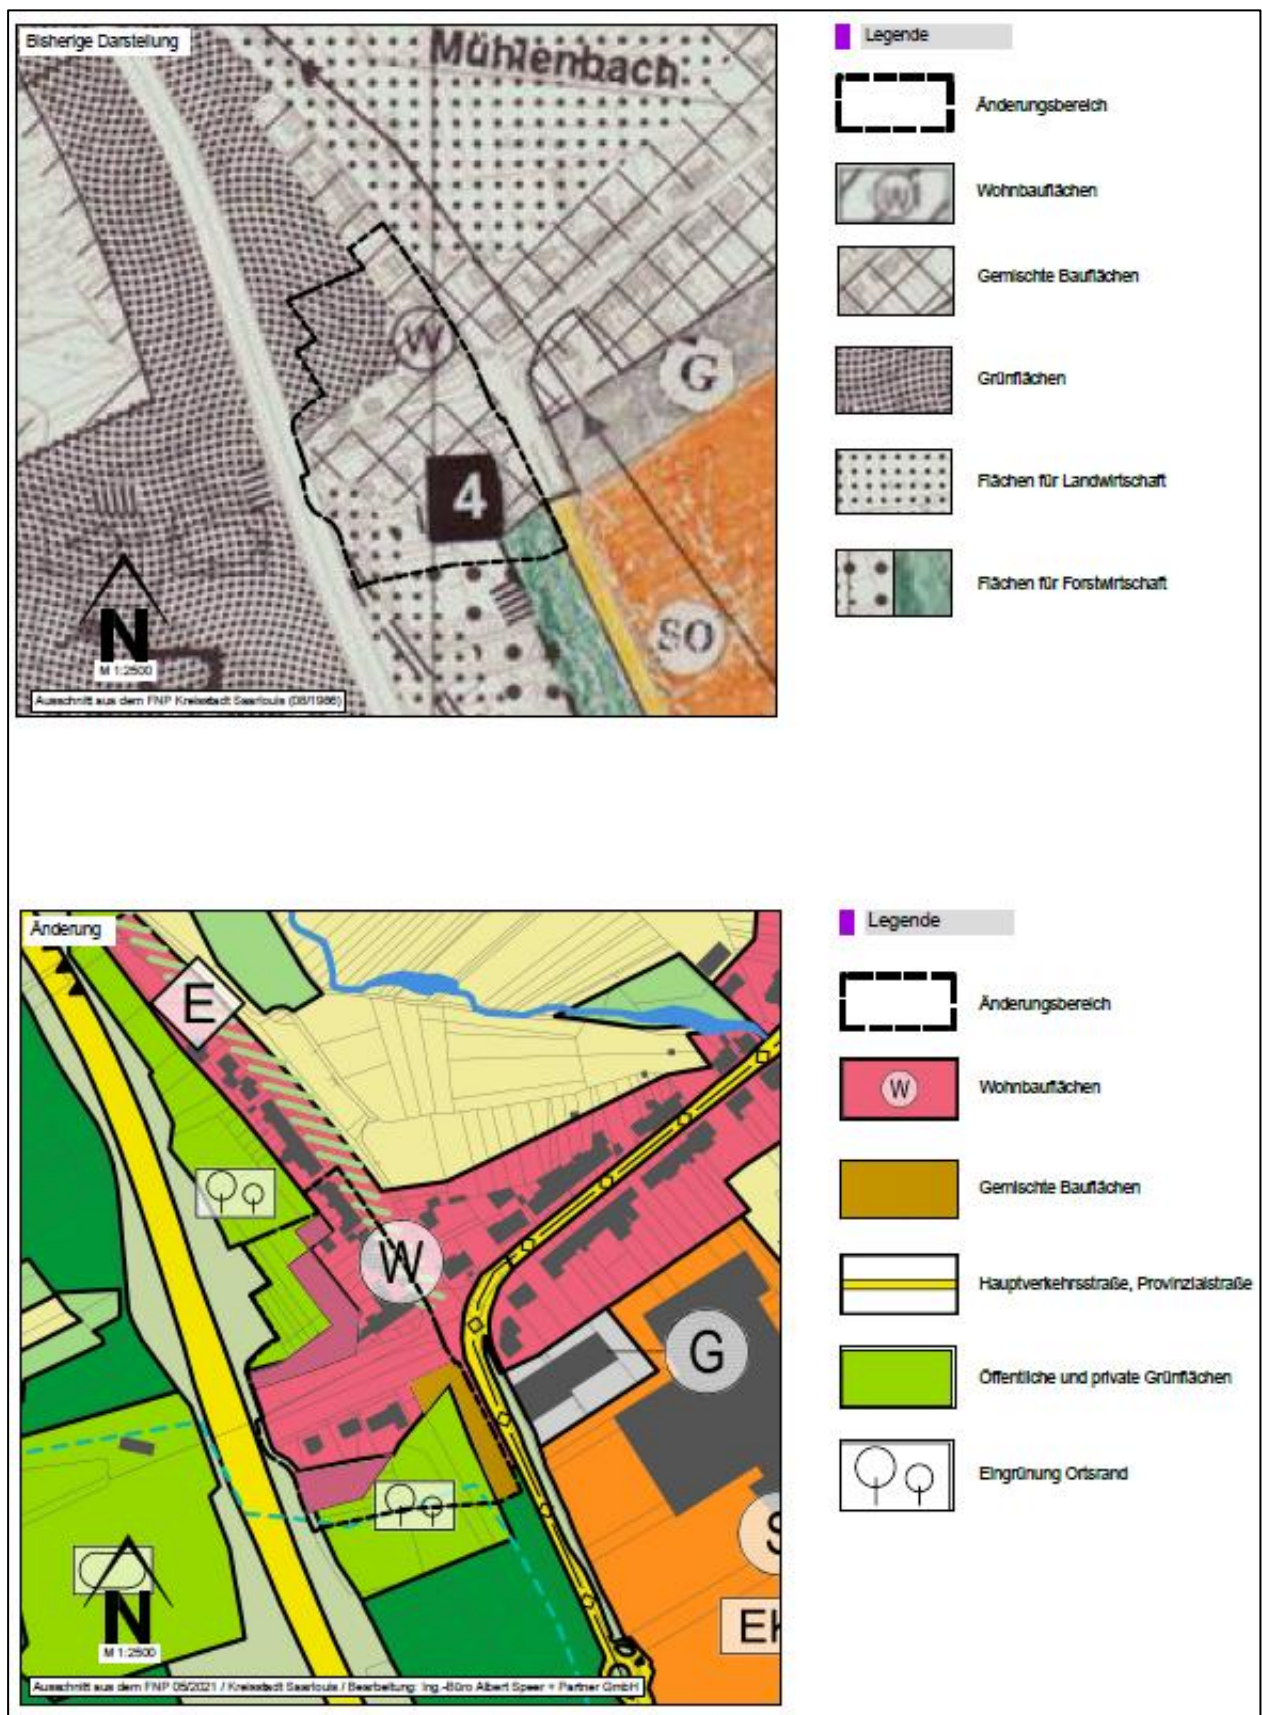 Bisherige Darstellung
Mühlenbach
W
G
4
SO
N
M 1:2500
Ausschnitt aus dem FNP Kreisstadt Saarlouis (08/1986)
Legende
Änderungsbereich
W
Wohnbauflächen
Gemischte Bauflächen
Grünflächen
Flächen für Landwirtschaft
Flächen für Forstwirtschaft
Änderung
E
W
G
S
EK
N
M 1:2500
Ausschnitt aus dem FNP 05/2021 / Kreisstadt Saarlouis / Bearbeitung: Ing.-Büro Albert Speer + Partner GmbH
Legende
Änderungsbereich
W
Wohnbauflächen
Gemischte Bauflächen
Hauptverkehrsstraße, Provinzialstraße
Öffentliche und private Grünflächen
Eingrünung Ortsrand